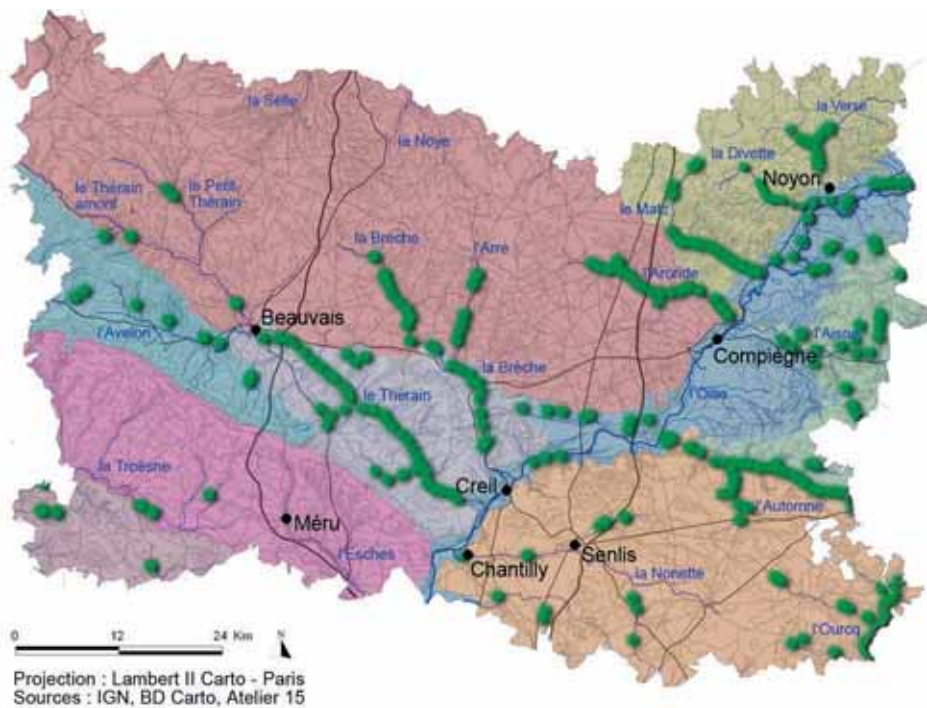 la Selle
la Noye
la Verse
la Divette
Noyon
le Thérain
amont
le Petit
Thérain
le Matz
la Brèche
l'Arré
l'Aronde
Beauvais
l'Avelon
Compiègne
l'Aisne
la Brèche
le Thérain
l'Oise
la Troësne
Creil
l'Automne
Méru
l'Esches
Chantilly
Senlis
la Nonette
l'Ourcq
0 12 24 Km N
Projection : Lambert II Carto - Paris
Sources : IGN, BD Carto, Atelier 15